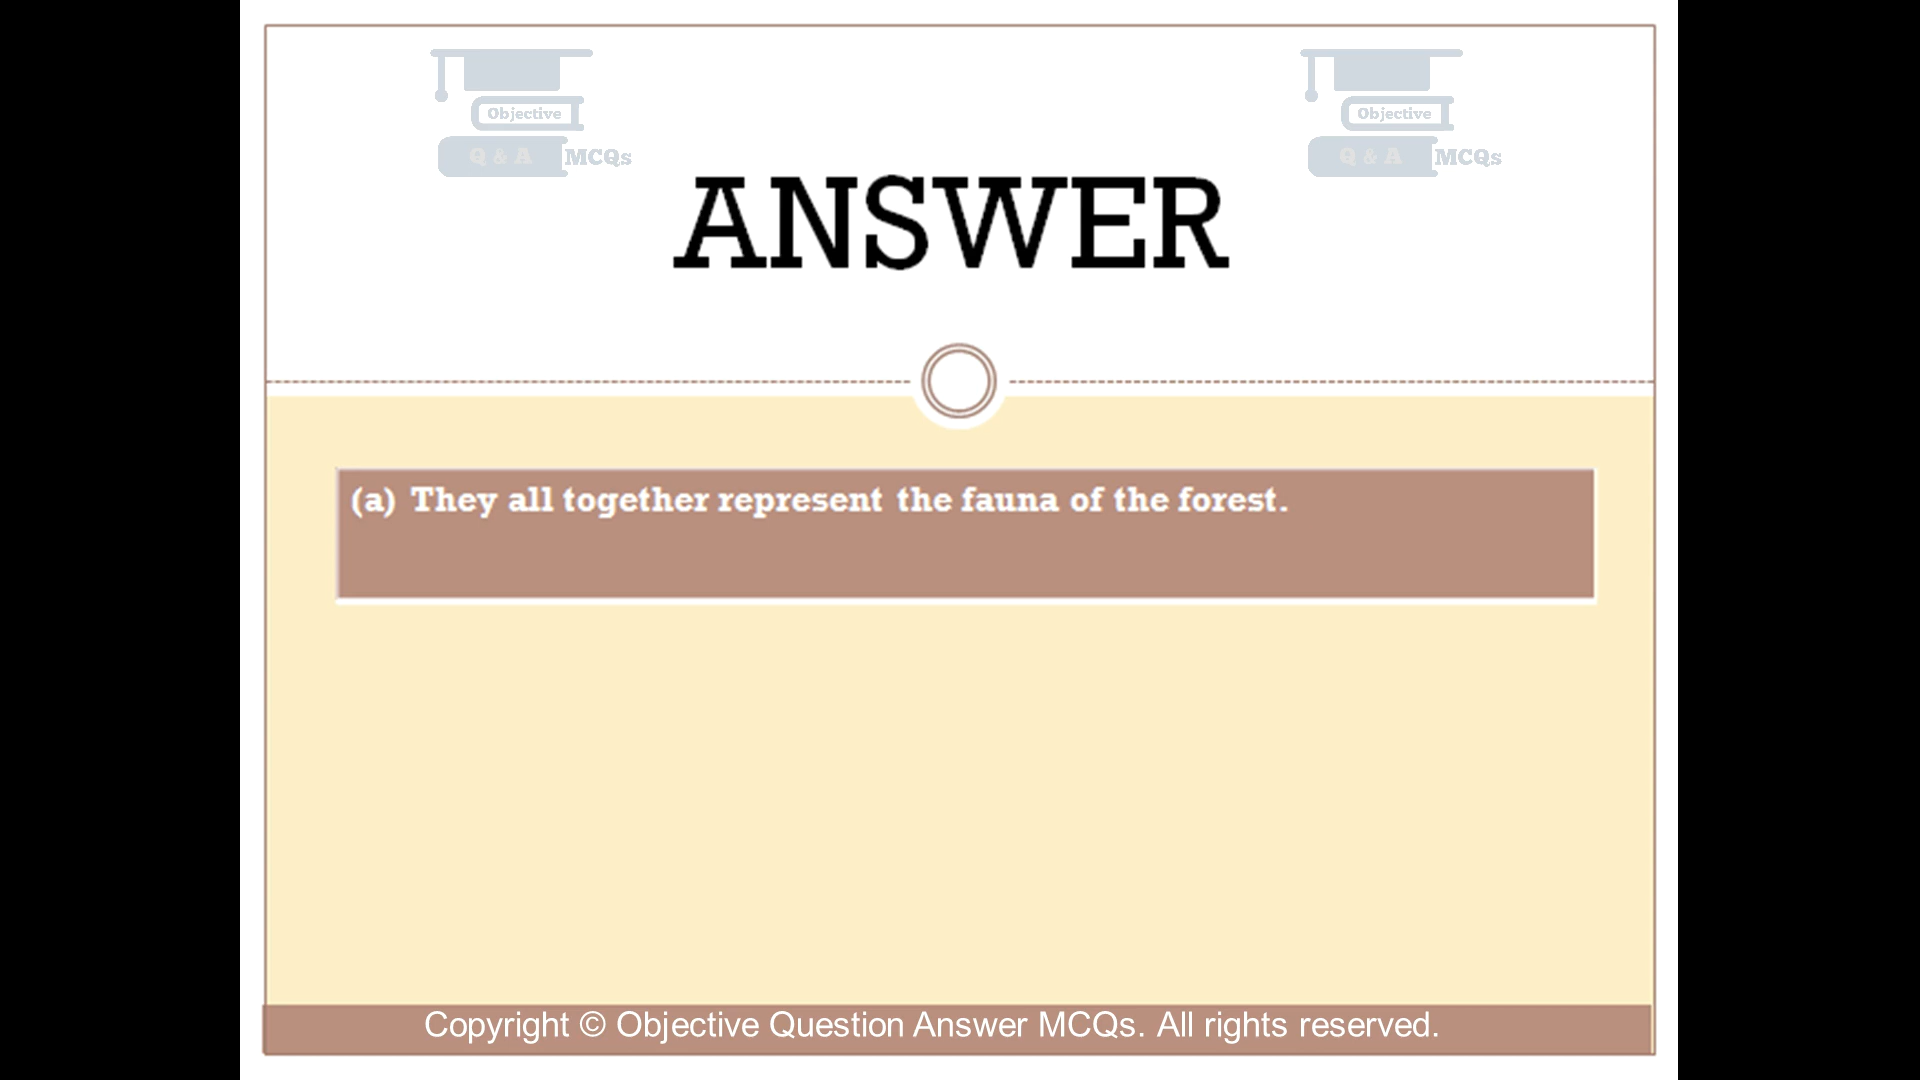 Objective
Q & A MCQs
Objective
Q & A MCQs
ANSWER
(a) They all together represent the fauna of the forest.
Copyright © Objective Question Answer MCQs. All rights reserved.